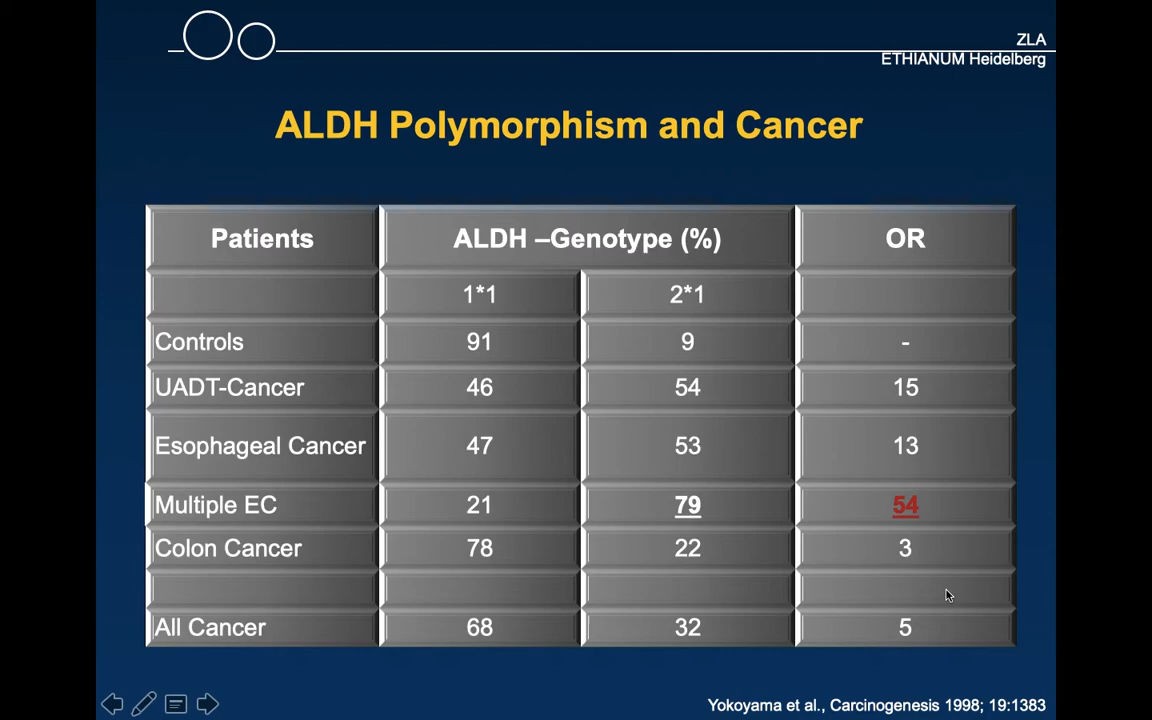 ZLA
ETHIANUM Heidelberg
ALDH Polymorphism and Cancer
Patients ALDH –Genotype (%) OR
1*1 2*1
Controls 91 9 -
UADT-Cancer 46 54 15
Esophageal Cancer 47 53 13
Multiple EC 21 79 54
Colon Cancer 78 22 3
All Cancer 68 32 5
Yokoyama et al., Carcinogenesis 1998; 19:1383